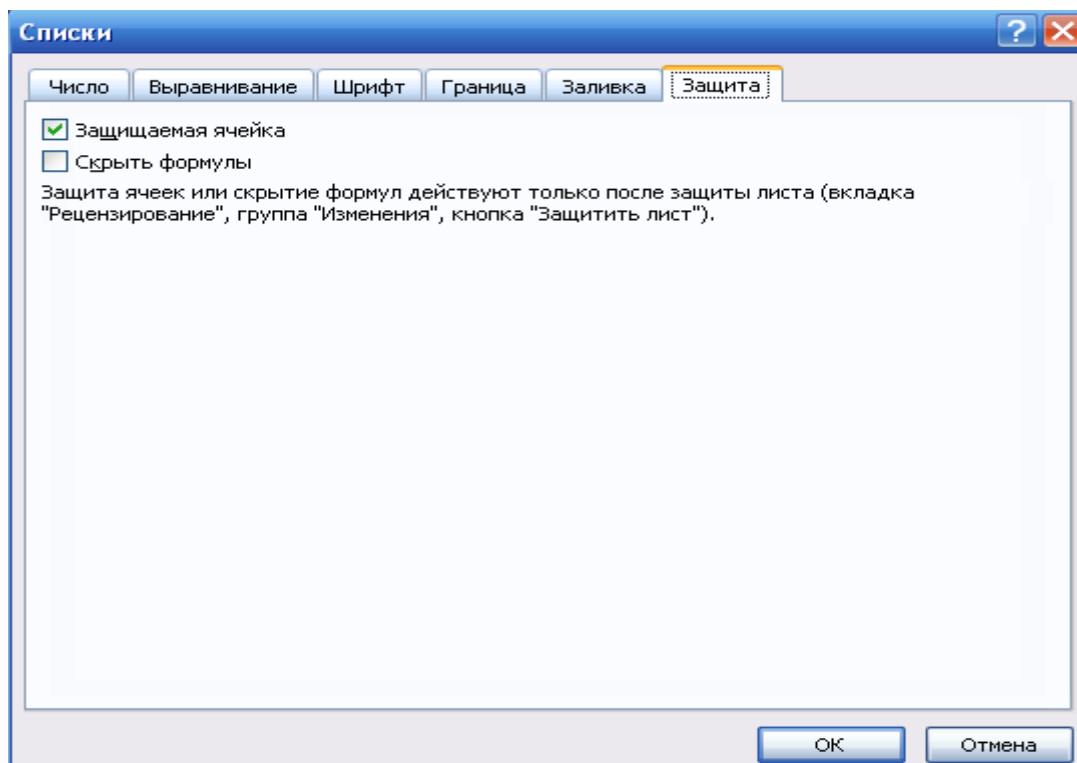 Списки
Число Выравнивание Шрифт Граница Заливка Защита
Защищаемая ячейка
Скрыть формулы
Защита ячеек или скрытие формул действуют только после защиты листа (вкладка
"Рецензирование", группа "Изменения", кнопка "Защитить лист").
ОК Отмена